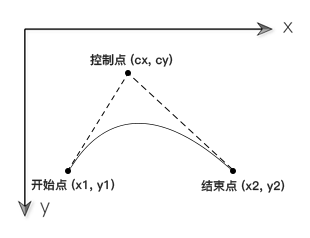 x
控制点 (cx, cy)
开始点 (x1, y1)
结束点 (x2, y2)
y